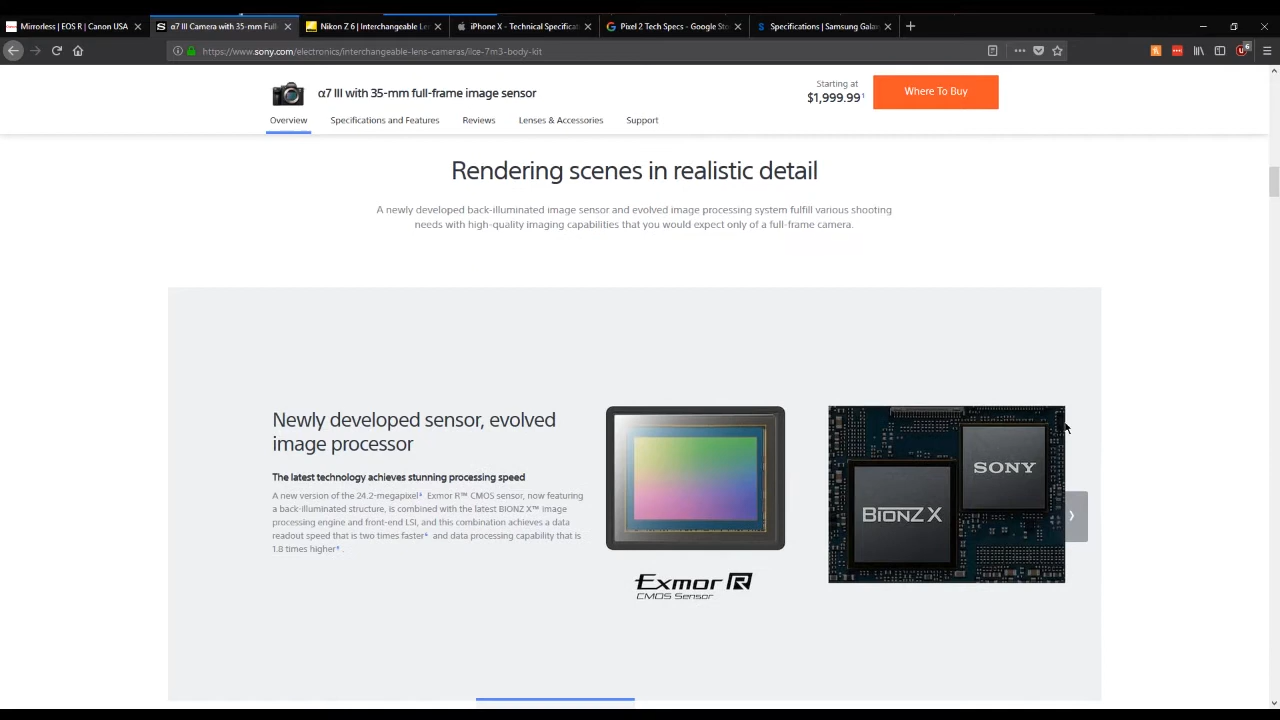 Mirrorless | EOS R | Canon USA
α7 III Camera with 35-mm Full-
Nikon Z 6 | Interchangeable Le
iPhone X - Technical Specificat
Pixel 2 Tech Specs - Google Sto
Specifications | Samsung Galax
https://www.sony.com/electronics/interchangeable-lens-cameras/ilce-7m3-body-kit
6
α7 III with 35-mm full-frame image sensor
Starting at
$1,999.99¹
Where To Buy
Overview
Specifications and Features
Reviews
Lenses & Accessories
Support
Rendering scenes in realistic detail
A newly developed back-illuminated image sensor and evolved image processing system fulfill various shooting
needs with high-quality imaging capabilities that you would expect only of a full-frame camera.
Newly developed sensor, evolved
image processor
The latest technology achieves stunning processing speed
A new version of the 24.2-megapixel Exmor R™ CMOS sensor, now featuring
a back-illuminated structure, is combined with the latest BIONZ X™ image
processing engine and front-end LSI, and this combination achieves a data
readout speed that is two times faster and data processing capability that is
1.8 times higher .
Exmor R
CMOS Sensor
BIONZ X
SONY